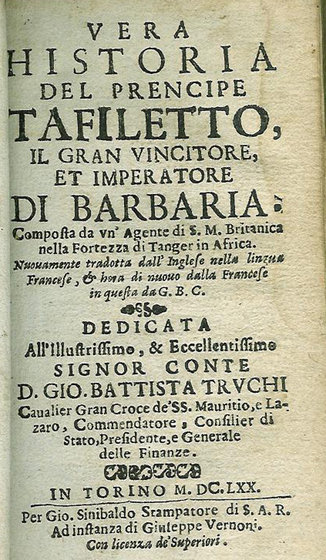 VERA
HISTORIA
DEL PRENCIPE
TAFILETTO,
IL GRAN VINCITORE,
ET IMPERATORE
DI BARBARIA.
Composta da vn' Agente di S. M. Britanica
nella Fortezza di Tanger in Africa.
Nuouamente tradotta dall' Inglese nella lingua
Francese, & hora di nuouo dalla Francese
in questa da G. B. C.
DEDICATA
All'Illustrissimo, & Eccellentissimo
SIGNOR CONTE
D. GIO. BATTISTA TRVCHI
Caualier Gran Croce de'SS. Mauritio, e La-
zaro, Commendatore, Consilier di
Stato, Presidente, e Generale
delle Finanze.
IN TORINO M. DC. LXX.
Per Gio. Sinibaldo Stampatore di S. A. R.
Ad instanza di Giuseppe Vernoni.
Con licenza de' Superiori.